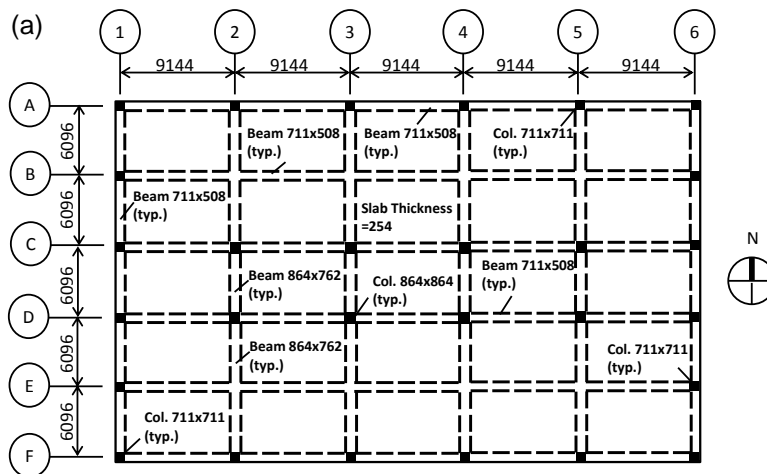 (a)
1 2 3 4 5 6
9144 9144 9144 9144 9144
A
6096
Beam 711x508
(typ.)
Beam 711x508
(typ.)
Col. 711x711
(typ.)
B
6096
Beam 711x508
(typ.)
Slab Thickness
=254
N
C
6096
Beam 864x762
(typ.)
Col. 864x864
(typ.)
Beam 711x508
(typ.)
D
6096
Beam 864x762
(typ.)
Col. 711x711
(typ.)
E
6096
Col. 711x711
(typ.)
F